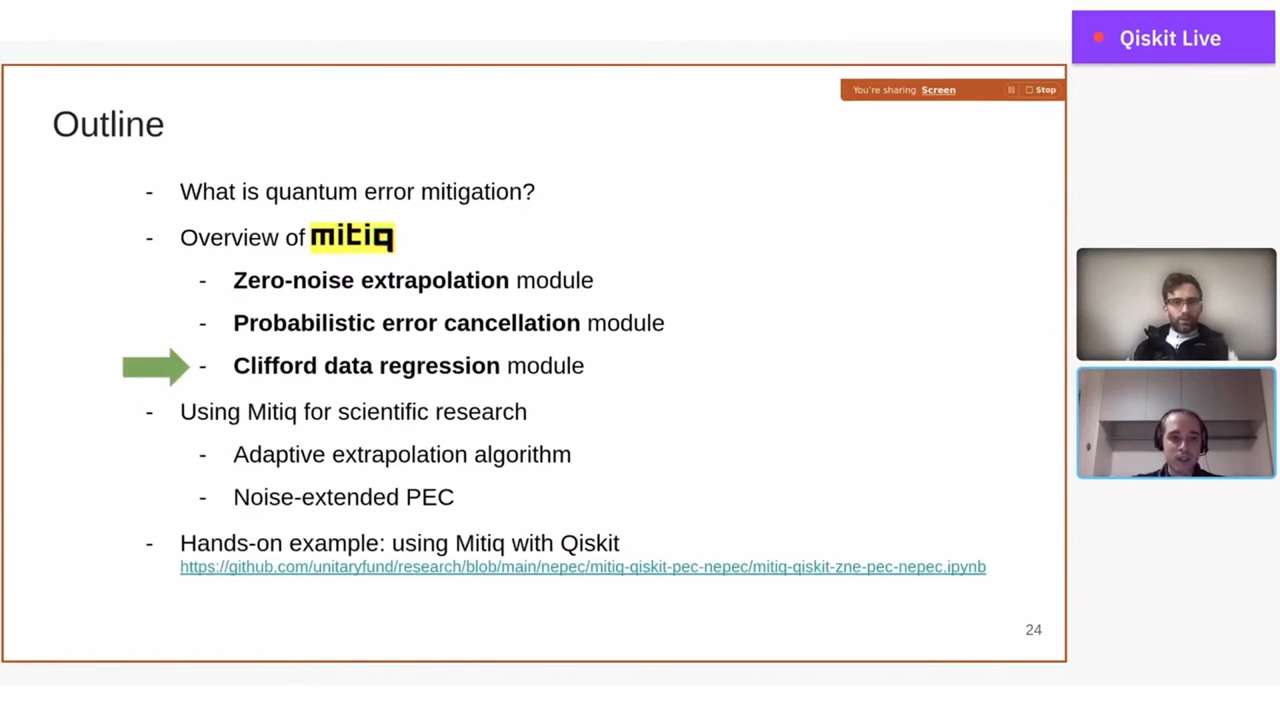 Qiskit Live
You're sharing Screen Stop
Outline
- What is quantum error mitigation?
- Overview of mitiq
- Zero-noise extrapolation module
- Probabilistic error cancellation module
- Clifford data regression module
- Using Mitiq for scientific research
- Adaptive extrapolation algorithm
- Noise-extended PEC
- Hands-on example: using Mitiq with Qiskit
https://github.com/unitaryfund/research/blob/main/nepec/mitiq-qiskit-pec-nepec/mitiq-qiskit-zne-pec-nepec.ipynb
24